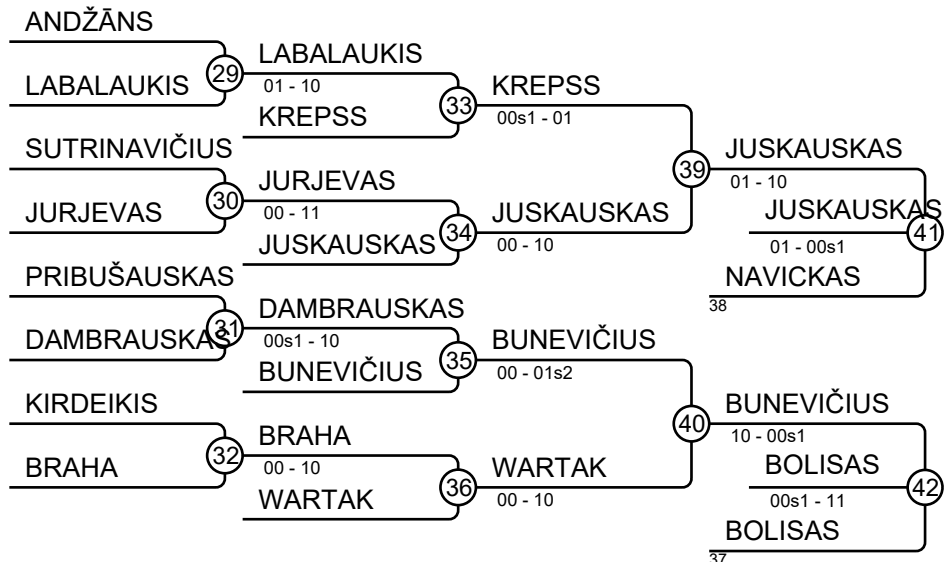 ANDŽĀNS
LABALAUKIS
29
LABALAUKIS
01 - 10
KREPSS
33
KREPSS
00s1 - 01
SUTRINAVIČIUS
JURJEVAS
30
JURJEVAS
00 - 11
JUSKAUSKAS
34
JUSKAUSKAS
00 - 10
39
JUSKAUSKAS
01 - 10
JUSKAUSKAS
01 - 00s1
41
NAVICKAS
38
PRIBUŠAUSKAS
DAMBRAUSKAS
31
DAMBRAUSKAS
00s1 - 10
BUNEVIČIUS
35
BUNEVIČIUS
00 - 01s2
KIRDEIKIS
BRAHA
32
BRAHA
00 - 10
WARTAK
36
WARTAK
00 - 10
40
BUNEVIČIUS
10 - 00s1
BOLISAS
00s1 - 11
42
BOLISAS
37